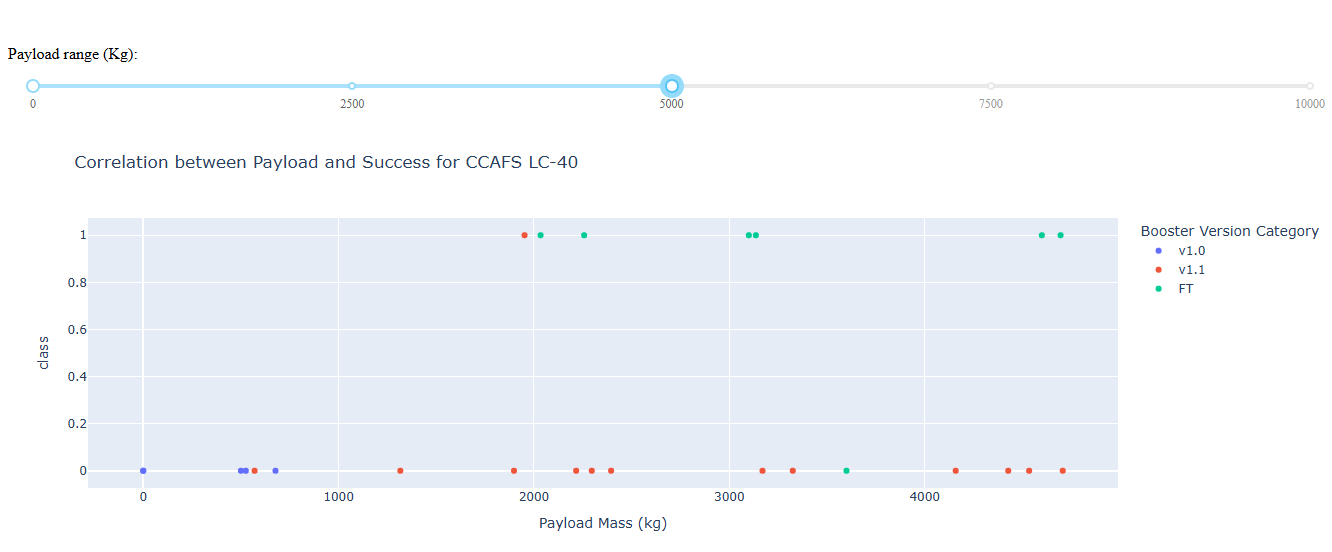 Payload range (Kg):
0 2500 5000 7500 10000
Correlation between Payload and Success for CCAFS LC-40
Booster Version Category
v1.0
v1.1
FT
1
0.8
0.6
0.4
0.2
0
class
0 1000 2000 3000 4000
Payload Mass (kg)